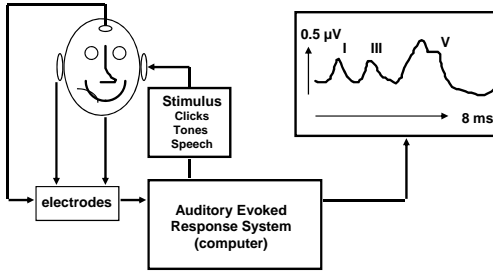 0.5 µV
I III V
8 ms
Stimulus
Clicks
Tones
Speech
electrodes
Auditory Evoked
Response System
(computer)